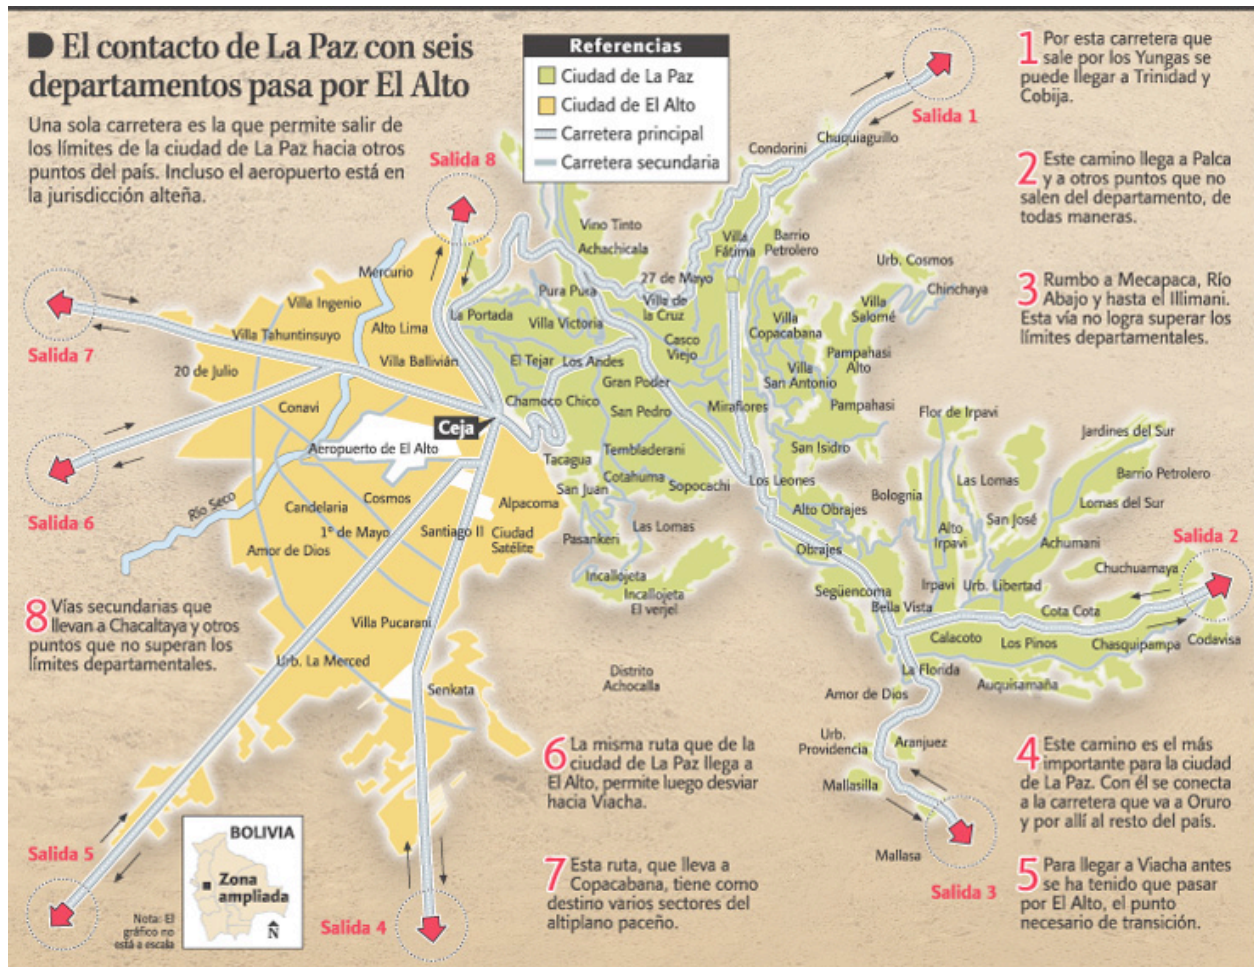 El contacto de La Paz con seis
departamentos pasa por El Alto
Una sola carretera es la que permite salir de
los límites de la ciudad de La Paz hacia otros
puntos del país. Incluso el aeropuerto está en
la jurisdicción alteña.
Referencias
Ciudad de La Paz
Ciudad de El Alto
Carretera principal
Carretera secundaria
1 Por esta carretera que
sale por los Yungas se
puede llegar a Trinidad y
Cobija.
2 Este camino llega a Palca
y a otros puntos que no
salen del departamento, de
todas maneras.
3 Rumbo a Mecapaca, Río
Abajo y hasta el Illimani.
Esta vía no logra superar los
límites departamentales.
Salida 8
Salida 1
Chuquiaguillo
Condorini
Vino Tinto
Achachicala
Villa
Fátima
Barrio
Petrolero
Urb. Cosmos
Chinchaya
Mercurio
27 de Mayo
Pura Pura
Villa Ingenio
Ville de
la Cruz
Villa
Salomé
La Portada
Alto Lima
Villa Victoria
Villa
Copacabana
Villa Tahuntinsuyo
Casco
Viejo
Salida 7
Villa Ballivián
El Tejar
Los Andes
Pampahasi
Alto
20 de Julio
Villa
San Antonio
Gran Poder
Conavi
Chamoco Chico
San Pedro
Miraflores
Pampahasi
Flor de Irpavi
Ceja
Jardines del Sur
Aeropuerto de El Alto
Tembladerani
San Isidro
Tacagua
Barrio Petrolero
Cotahuma
Sopocachi
Los Leones
Las Lomas
San Juan
Bolognia
Lomas del Sur
Río Seco
Candelaria
Cosmos
Alpacoma
Alto Obrajes
Salida 6
Las Lomas
San José
1º de Mayo
Santiago II
Ciudad
Satélite
Pasankeri
Alto
Irpavi
Achumani
Salida 2
Amor de Dios
Obrajes
Chuchuamaya
Incallojeta
Incallojeta
El verjel
Següencoma
Irpavi
Urb. Libertad
Bella Vista
Cota Cota
8 Vías secundarias que
llevan a Chacaltaya y otros
puntos que no superan los
límites departamentales.
Villa Pucarani
Calacoto
Los Pinos
Chasquipampa
Codavisa
Urb. La Merced
Distrito
Achocalla
La Florida
Senkata
Amor de Dios
Auquisamaña
Urb.
Providencia
Aranjuez
Mallasilla
Mallasa
Salida 3
6 La misma ruta que de la
ciudad de La Paz llega a
El Alto, permite luego desviar
hacia Viacha.
7 Esta ruta, que lleva a
Copacabana, tiene como
destino varios sectores del
altiplano paceño.
4 Este camino es el más
importante para la ciudad
de La Paz. Con él se conecta
a la carretera que va a Oruro
y por allí al resto del país.
5 Para llegar a Viacha antes
se ha tenido que pasar
por El Alto, el punto
necesario de transición.
Salida 5
BOLIVIA
Zona
ampliada
N
Nota: El
gráfico no
está a escala
Salida 4